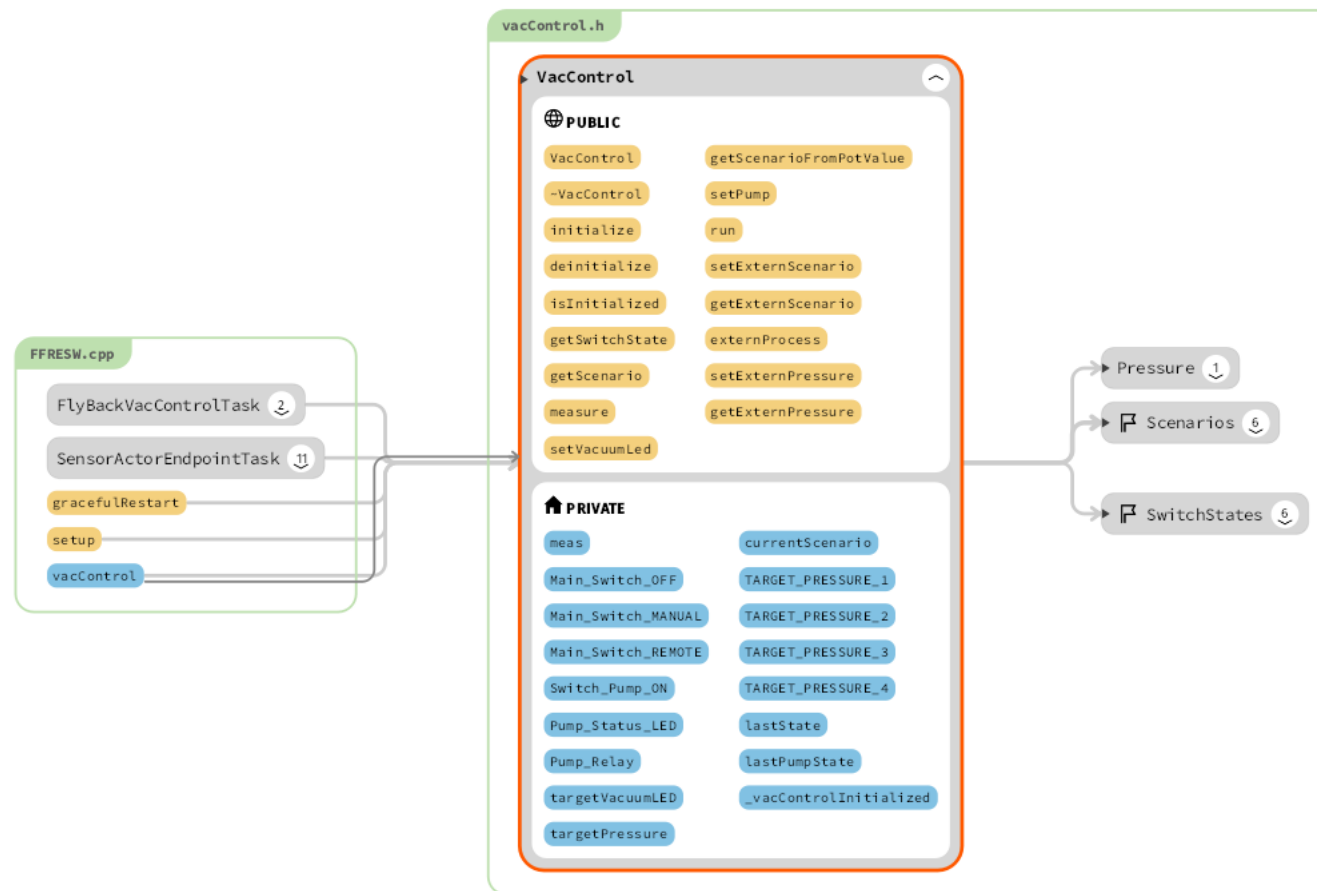 vacControl.h
VacControl
PUBLIC
VacControl
~VacControl
initialize
deinitialize
isInitialized
getSwitchState
getScenario
measure
setVacuumLed
getScenarioFromPotValue
setPump
run
setExternScenario
getExternScenario
externProcess
setExternPressure
getExternPressure
PRIVATE
meas
Main_Switch_OFF
Main_Switch_MANUAL
Main_Switch_REMOTE
Switch_Pump_ON
Pump_Status_LED
Pump_Relay
targetVacuumLED
targetPressure
currentScenario
TARGET_PRESSURE_1
TARGET_PRESSURE_2
TARGET_PRESSURE_3
TARGET_PRESSURE_4
lastState
lastPumpState
_vacControlInitialized
FFRESW.cpp
FlyBackVacControlTask 2
SensorActorEndpointTask 11
gracefulRestart
setup
vacControl
Pressure 1
Scenarios 6
SwitchStates 6